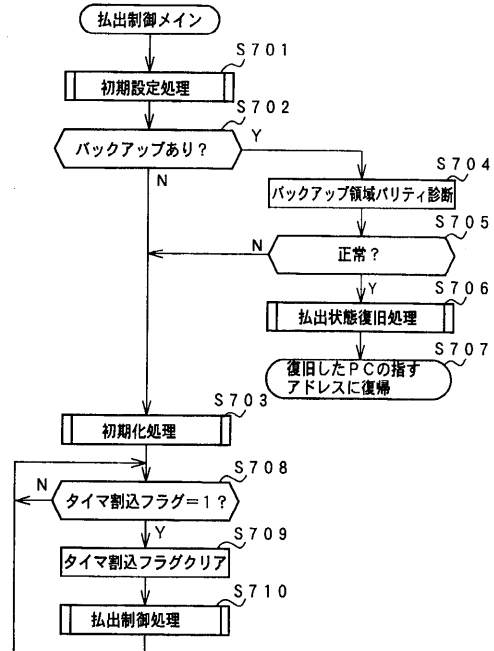 払出制御メイン
S701
初期設定処理
S702
バックアップあり？
Y
N
S704
バックアップ領域パリティ診断
S705
正常？
N
Y
S706
払出状態復旧処理
S707
復旧したＰＣの指す
アドレスに復帰
S703
初期化処理
S708
タイマ割込フラグ＝１？
N
Y
S709
タイマ割込フラグクリア
S710
払出制御処理